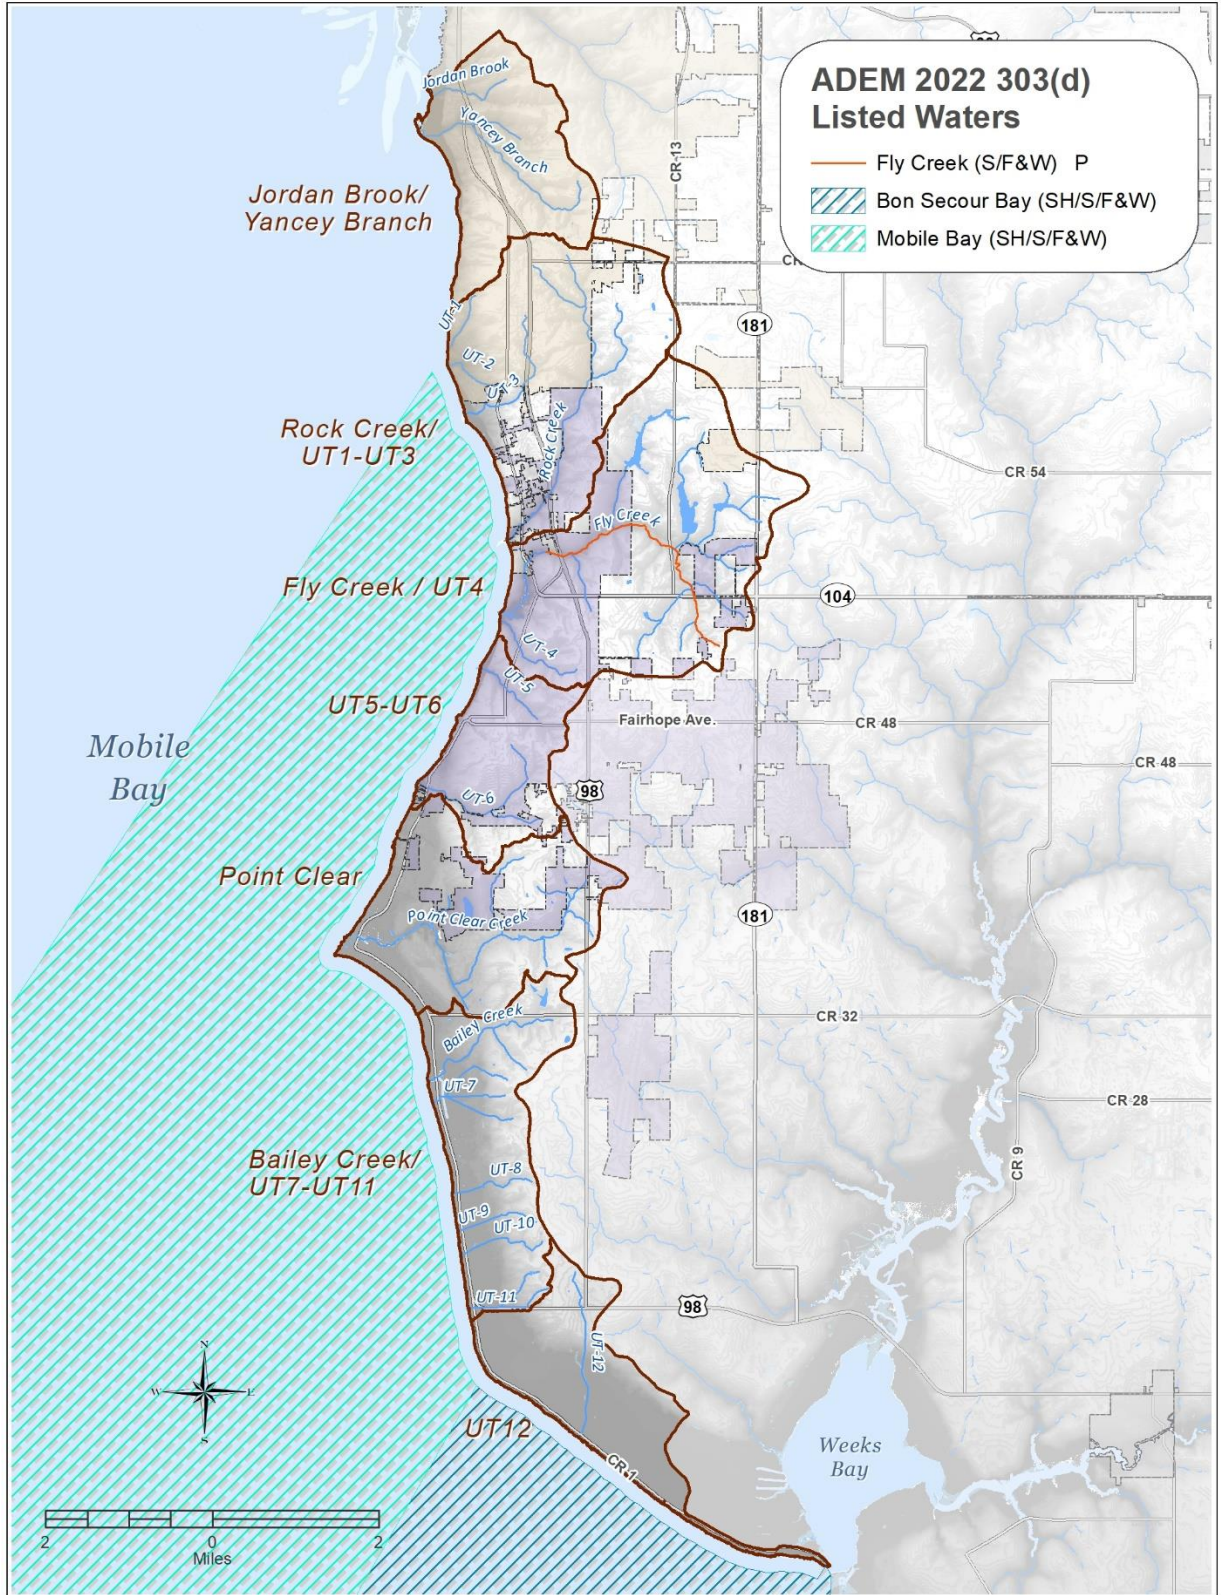 ADEM 2022 303(d)
Listed Waters
Fly Creek (S/F&W) P
Bon Secour Bay (SH/S/F&W)
Mobile Bay (SH/S/F&W)
Jordan Brook
Yancey Branch
CR-13
Jordan Brook/
Yancey Branch
181
UT-1
UT-2
UT-3
Rock Creek/
UT1-UT3
Rock Creek
CR 54
Fly Creek
Fly Creek / UT4
104
UT-4
UT-5
UT5-UT6
Fairhope Ave.
CR 48
Mobile
Bay
CR 48
98
UT-6
Point Clear
Point Clear Creek
181
Bailey Creek
CR 32
UT-7
CR 28
Bailey Creek/
UT7-UT11
UT-8
CR 9
UT-9
UT-10
UT-11
98
UT-12
N
W
E
S
UT12
Weeks
Bay
CR 1
2
0
2
Miles